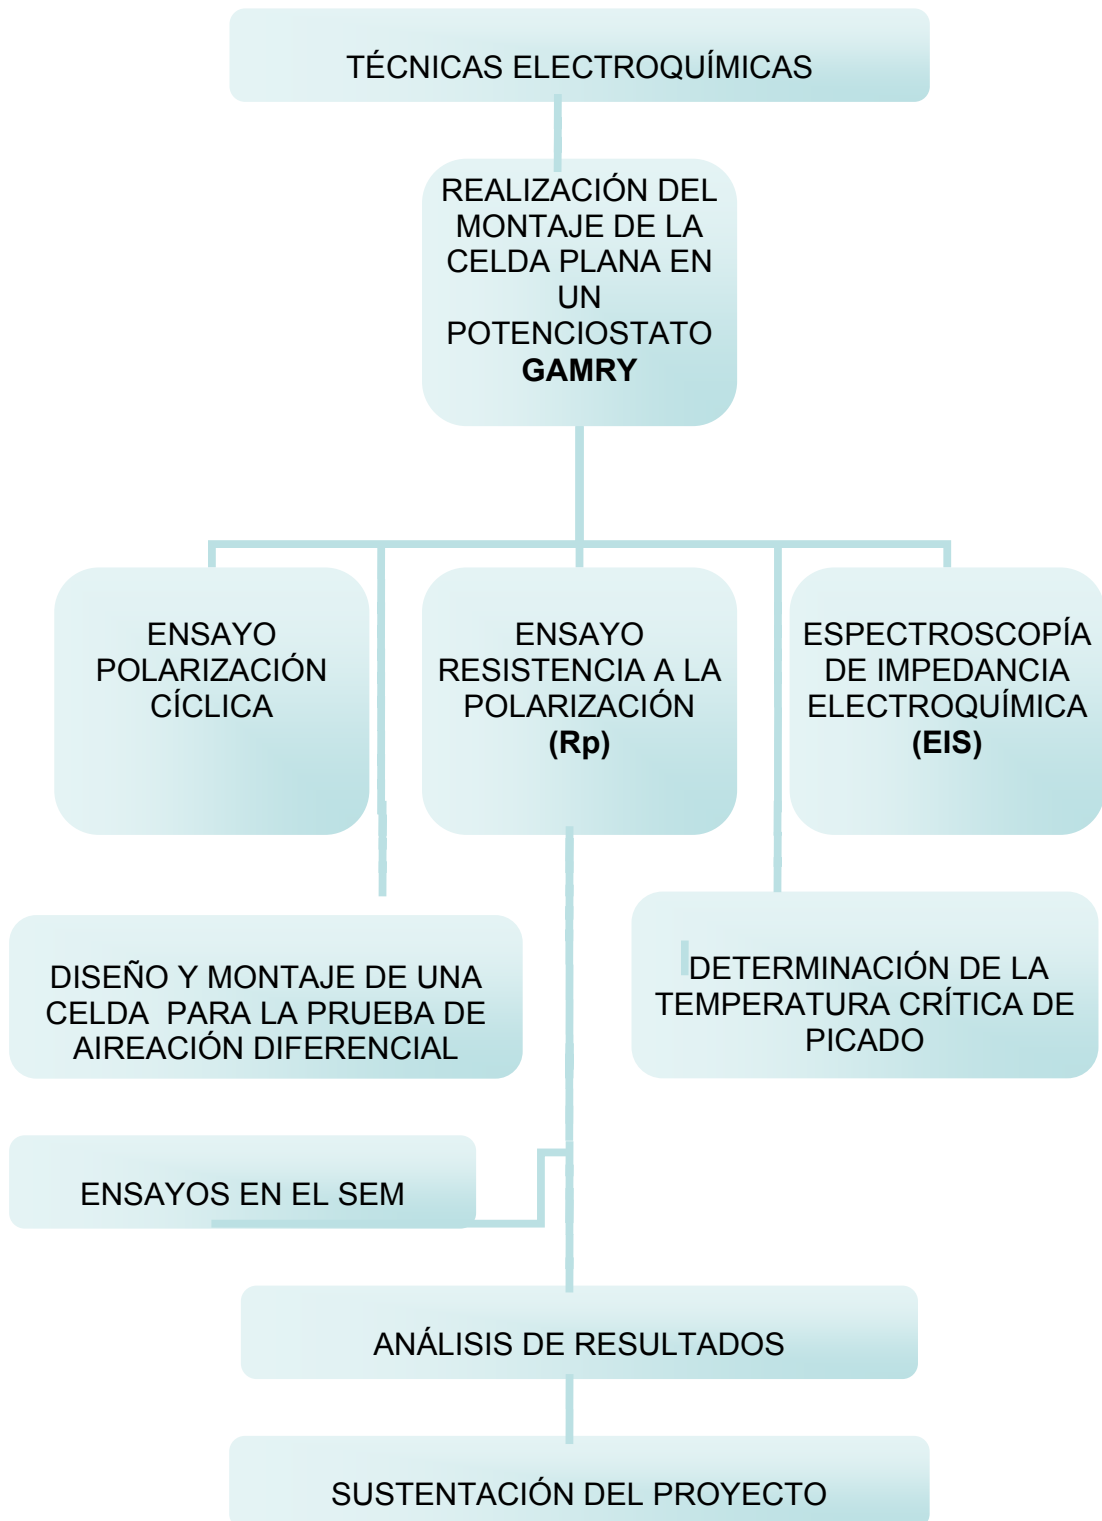 TÉCNICAS ELECTROQUÍMICAS
REALIZACIÓN DEL
MONTAJE DE LA
CELDA PLANA EN
UN
POTENCIOSTATO
GAMRY
ENSAYO
POLARIZACIÓN
CÍCLICA
ENSAYO
RESISTENCIA A LA
POLARIZACIÓN
(Rp)
ESPECTROSCOPÍA
DE IMPEDANCIA
ELECTROQUÍMICA
(EIS)
DISEÑO Y MONTAJE DE UNA
CELDA PARA LA PRUEBA DE
AIREACIÓN DIFERENCIAL
DETERMINACIÓN DE LA
TEMPERATURA CRÍTICA DE
PICADO
ENSAYOS EN EL SEM
ANÁLISIS DE RESULTADOS
SUSTENTACIÓN DEL PROYECTO